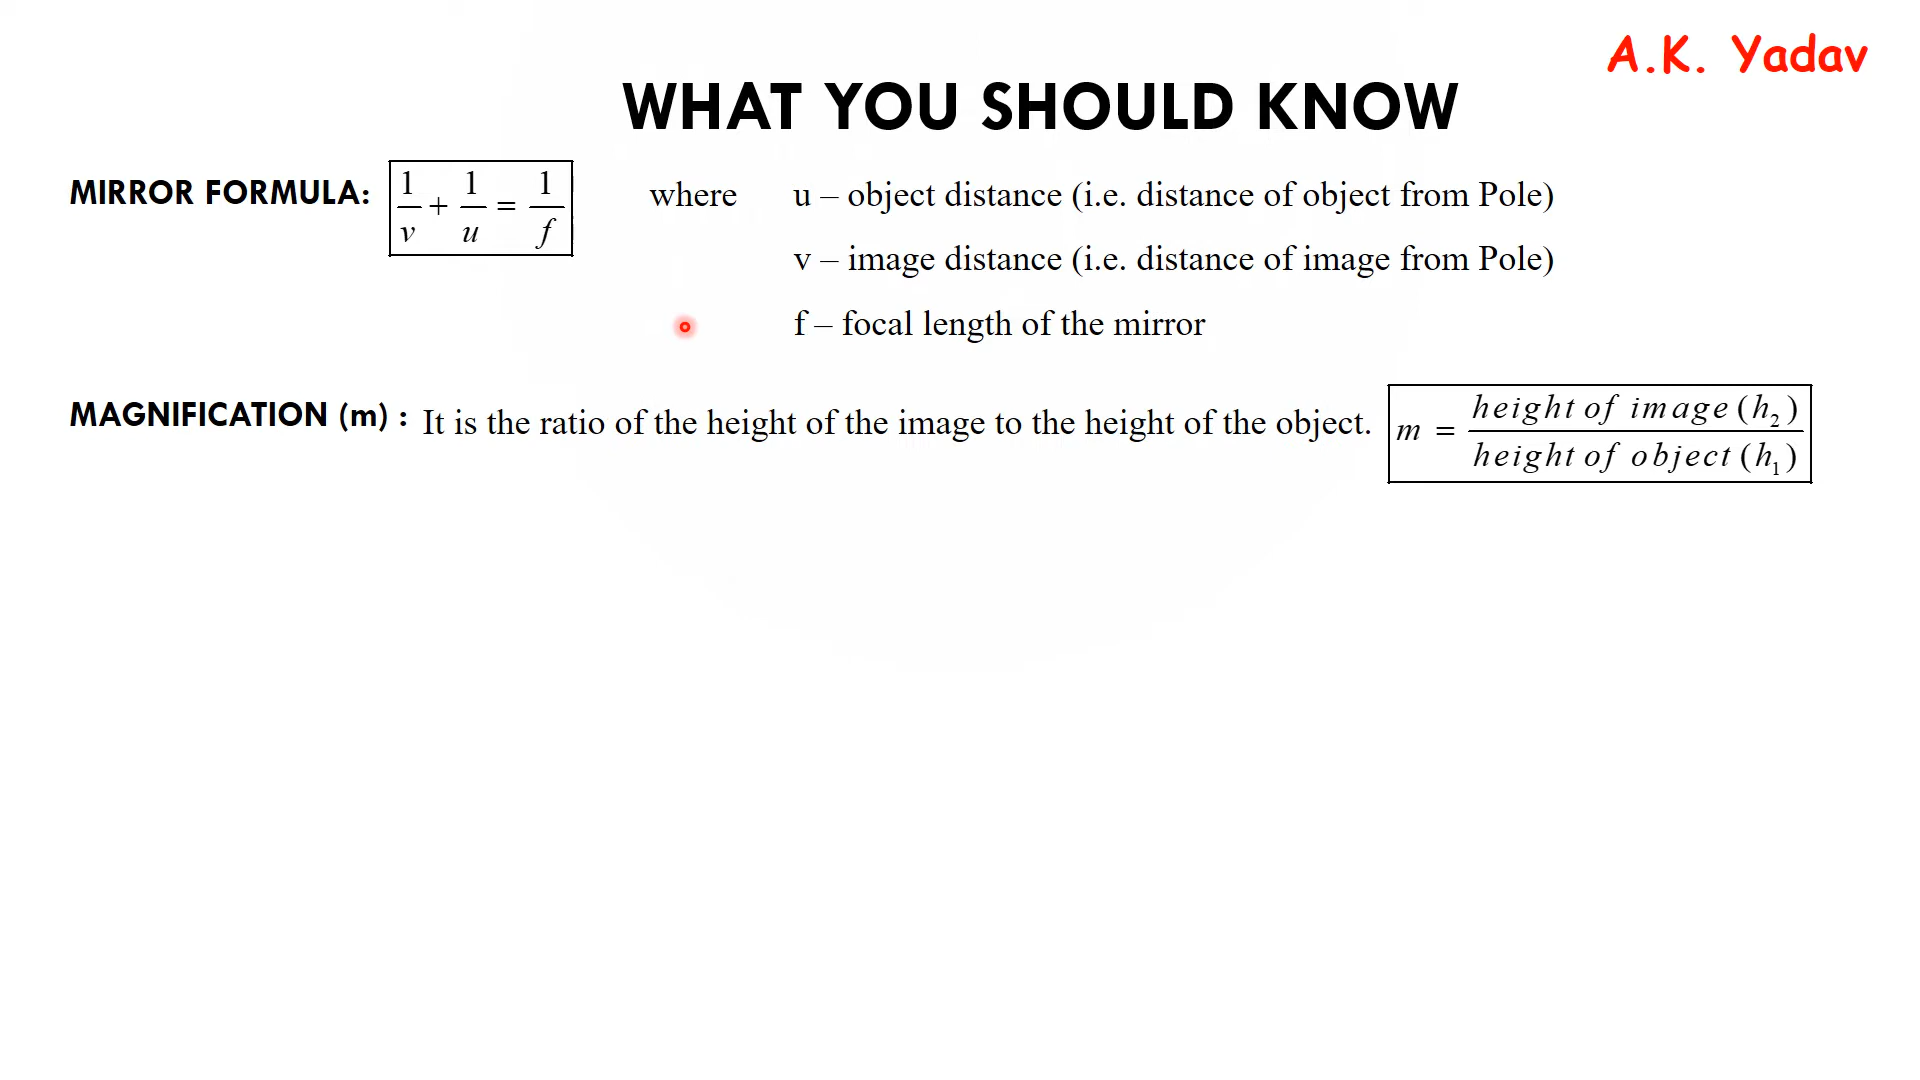 A.K. Yadav
WHAT YOU SHOULD KNOW
MIRROR FORMULA: 1/v + 1/u = 1/f where u – object distance (i.e. distance of object from Pole)
v – image distance (i.e. distance of image from Pole)
f – focal length of the mirror
MAGNIFICATION (m) : It is the ratio of the height of the image to the height of the object. m = height of image (h₂) / height of object (h₁)